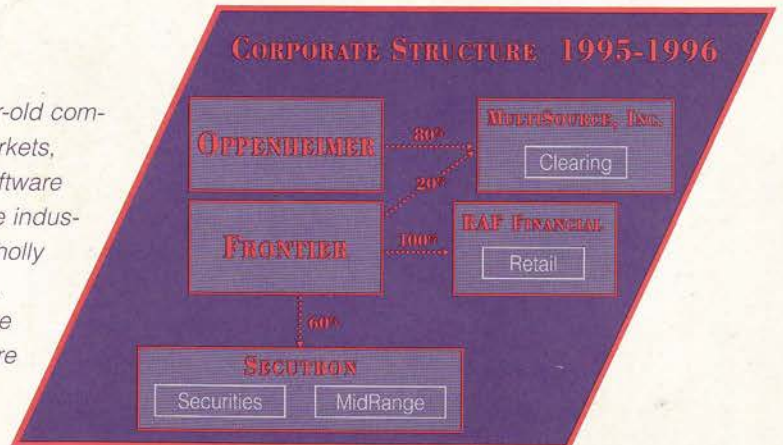 CORPORATE STRUCTURE 1995-1996
r-old com-
rkets,
ftware
e indus-
holly
e
re
OPPENHEIMER
80%
MULTISOURCE, INC.
Clearing
20%
FRONTIER
100%
RAF FINANCIAL
Retail
60%
SECUTRON
Securities
MidRange